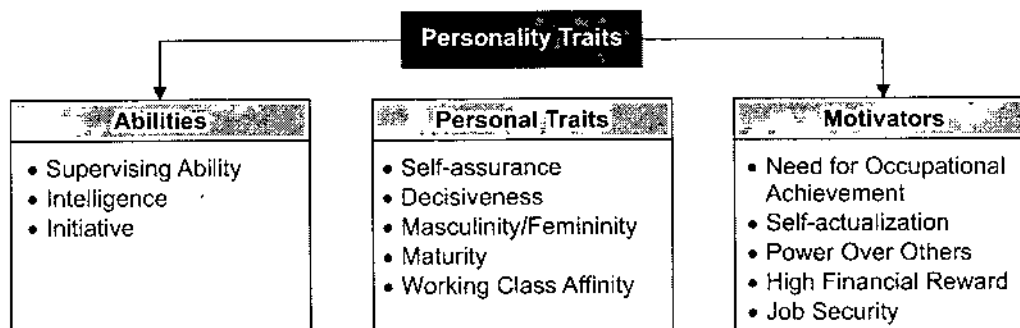 Personality Traits
Abilities
• Supervising Ability
• Intelligence
• Initiative
Personal Traits
• Self-assurance
• Decisiveness
• Masculinity/Femininity
• Maturity
• Working Class Affinity
Motivators
• Need for Occupational
Achievement
• Self-actualization
• Power Over Others
• High Financial Reward
• Job Security